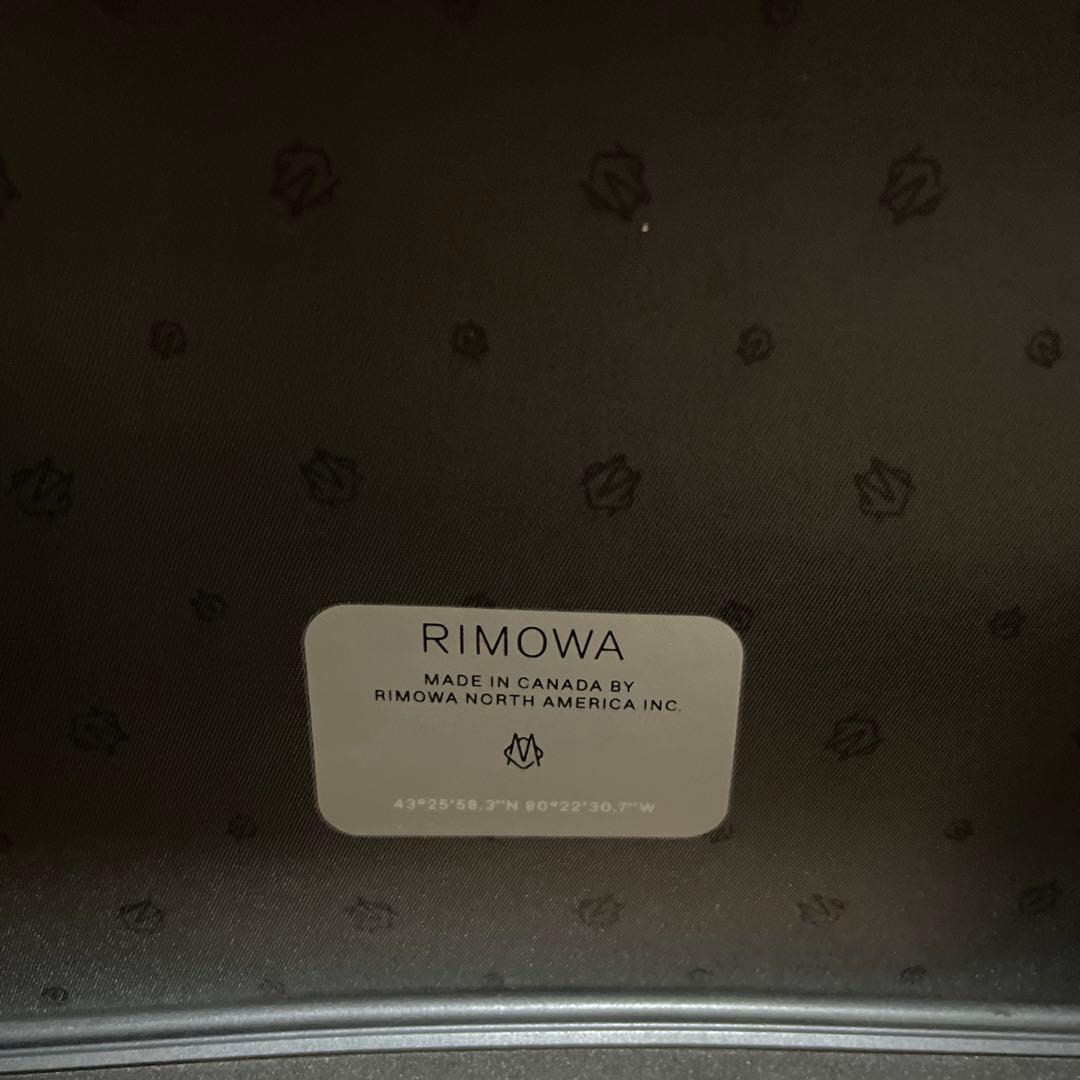 RIMOWA
MADE IN CANADA BY
RIMOWA NORTH AMERICA INC.
43°25'58.3"N 80°22'30.7"W